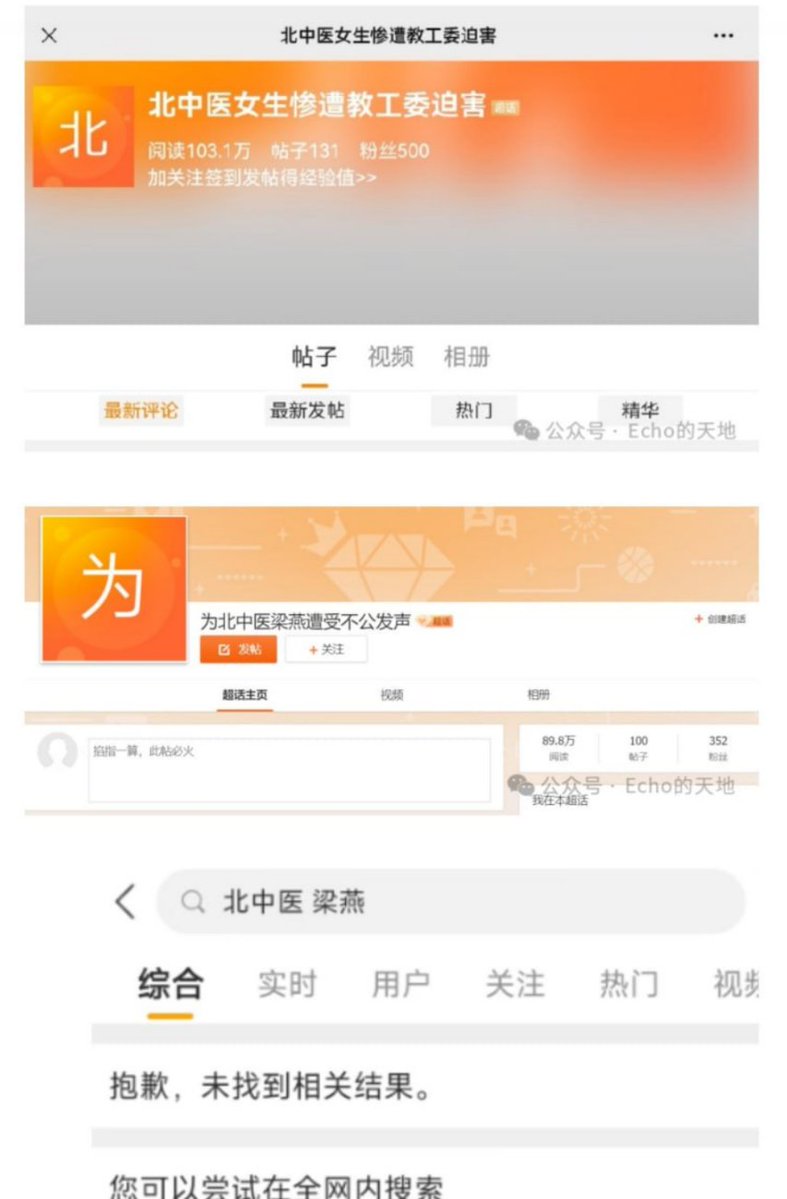 北中医女生惨遭教工委迫害
北
北中医女生惨遭教工委迫害 超话
阅读103.1万 帖子131 粉丝500
加关注签到发帖得经验值>>
帖子 视频 相册
最新评论 最新发帖 热门 精华
公众号 · Echo的天地
为
为北中医梁燕遭受不公发声 超话
+ 创建超话
发帖 + 关注
超话主页 视频 相册
掐指一算，此帖必火
89.8万 100 352
阅读 帖子 粉丝
公众号 · Echo的天地
我在本超话
北中医 梁燕
综合 实时 用户 关注 热门 视频
抱歉，未找到相关结果。
您可以尝试在全网内搜索